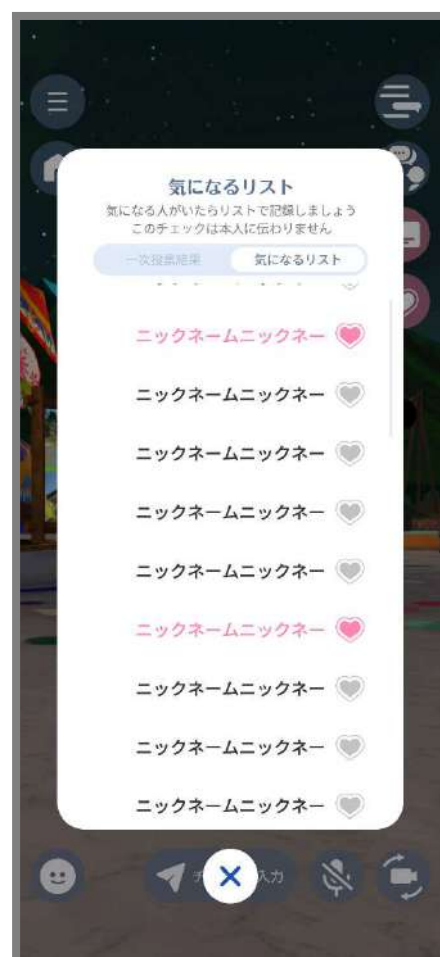 気になるリスト
気になる人がいたらリストで記録しましょう
このチェックは本人に伝わりません
一次投票結果 気になるリスト
ニックネームニックネー
ニックネームニックネー
ニックネームニックネー
ニックネームニックネー
ニックネームニックネー
ニックネームニックネー
ニックネームニックネー
ニックネームニックネー
ニックネームニックネー
入力